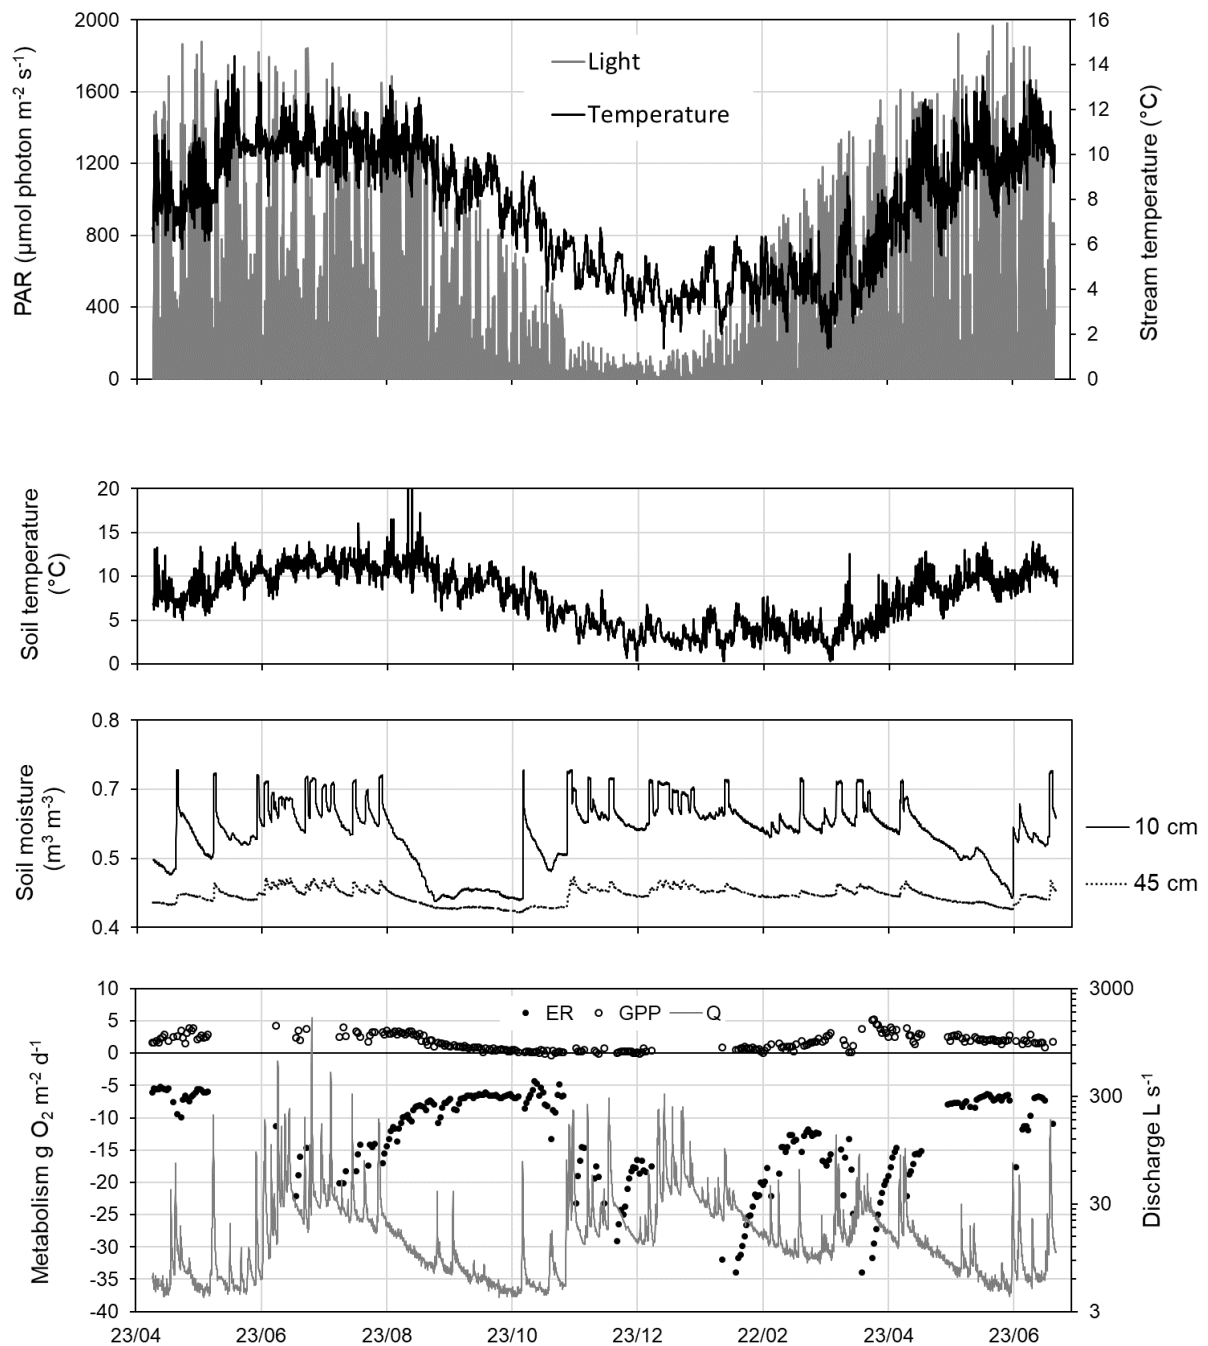 2000
1600
1200
800
400
0
PAR (µmol photon m-2 s-1)
Light
Temperature
16
14
12
10
8
6
4
2
0
Stream temperature (°C)
20
15
10
5
0
Soil temperature
(°C)
0.8
0.7
0.5
0.4
Soil moisture
(m3 m-3)
10 cm
45 cm
10
5
0
-5
-10
-15
-20
-25
-30
-35
-40
Metabolism g O2 m-2 d-1
ER GPP Q
3000
300
30
3
Discharge L s-1
23/04 23/06 23/08 23/10 23/12 22/02 23/04 23/06